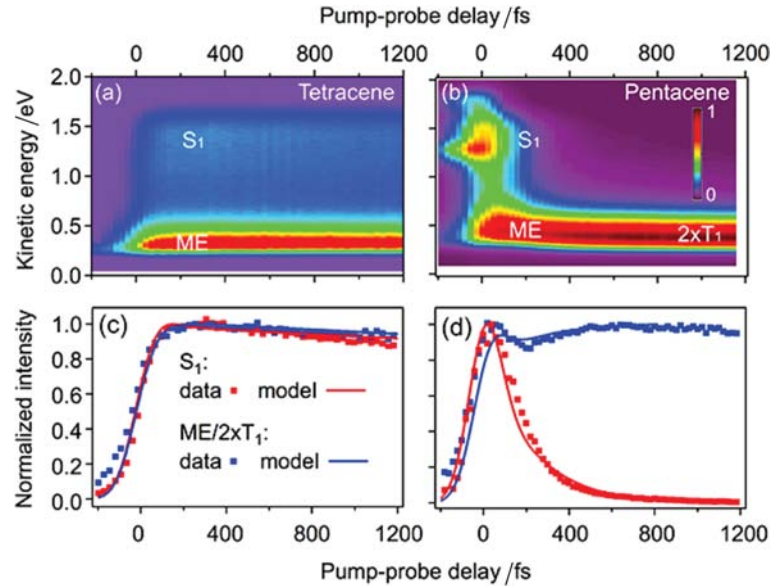 Pump-probe delay /fs
0 400 800 1200 0 400 800 1200
2.0 (a) Tetracene (b) Pentacene
1
1.5 S₁ S₁
0
1.0
0.5 ME ME 2xT₁
0.0
Kinetic energy /eV
(c) (d)
1.0
0.8 S₁:
0.6 data model
0.4 ME/2xT₁:
0.2 data model
0.0
Normalized intensity
0 400 800 1200 0 400 800 1200
Pump-probe delay /fs